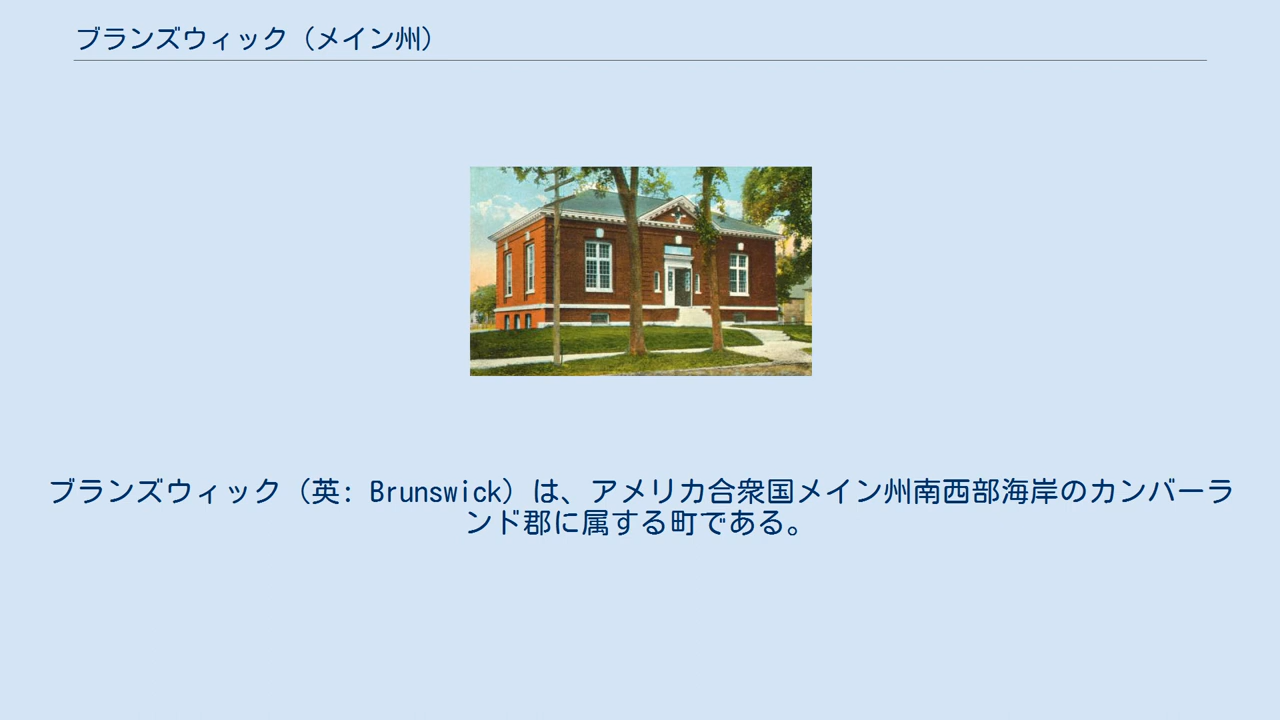 ブランズウィック（メイン州）
ブランズウィック（英: Brunswick）は、アメリカ合衆国メイン州南西部海岸のカンバーラ
ンド郡に属する町である。